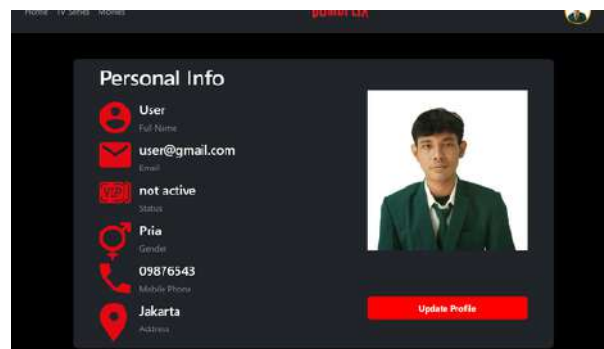 Home TV Series Movies
Personal Info
User
Full Name
user@gmail.com
Email
VIP
not active
Status
Pria
Gender
09876543
Mobile Phone
Jakarta
Address
Update Profile